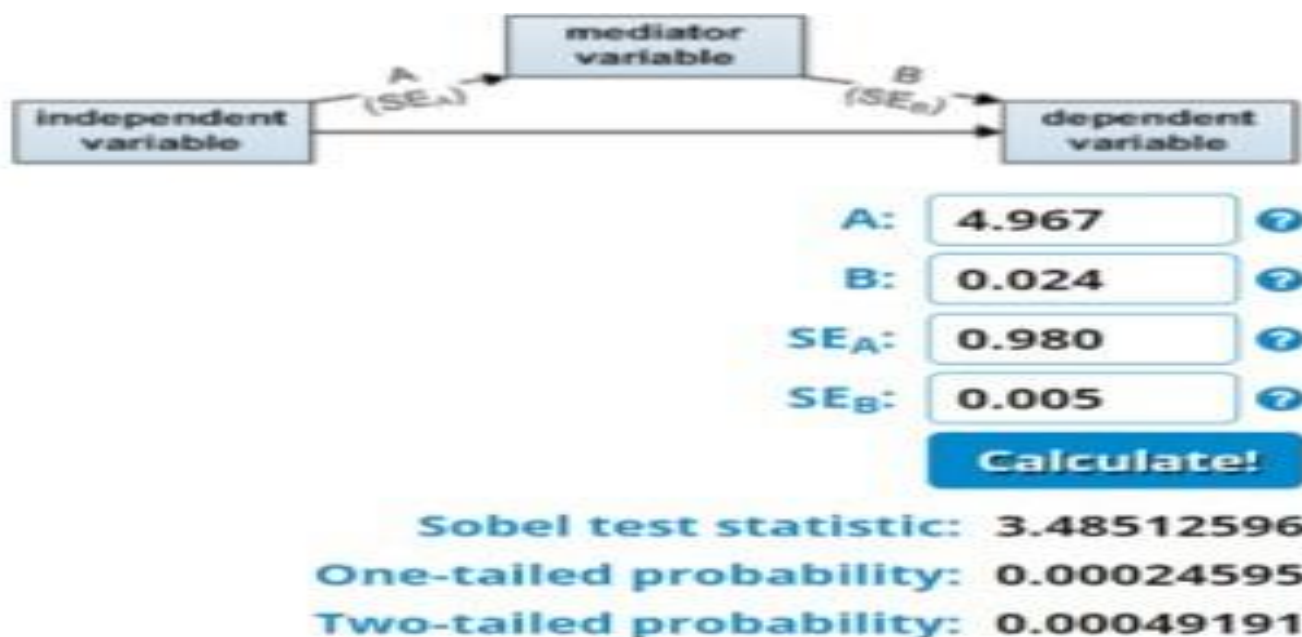 mediator
variable
A
(SEA)
B
(SEB)
independent
variable
dependent
variable
A: 4.967 ?
B: 0.024 ?
SEA: 0.980 ?
SEB: 0.005 ?
Calculate!
Sobel test statistic: 3.48512596
One-tailed probability: 0.00024595
Two-tailed probability: 0.00049191